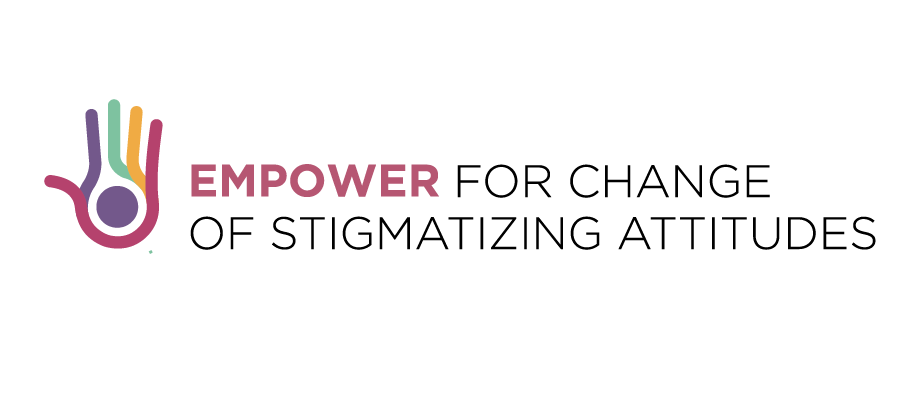 EMPOWER FOR CHANGE
OF STIGMATIZING ATTITUDES